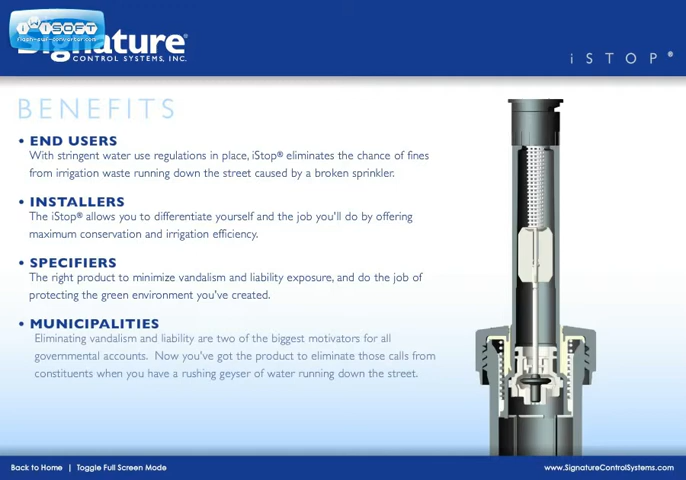 iWiSOFT
flash-swf-converter.com
Signature®
CONTROL SYSTEMS, INC.
iSTOP®
BENEFITS
• END USERS
With stringent water use regulations in place, iStop® eliminates the chance of fines
from irrigation waste running down the street caused by a broken sprinkler.
• INSTALLERS
The iStop® allows you to differentiate yourself and the job you'll do by offering
maximum conservation and irrigation efficiency.
• SPECIFIERS
The right product to minimize vandalism and liability exposure, and do the job of
protecting the green environment you've created.
• MUNICIPALITIES
Eliminating vandalism and liability are two of the biggest motivators for all
governmental accounts. Now you've got the product to eliminate those calls from
constituents when you have a rushing geyser of water running down the street.
Back to Home | Toggle Full Screen Mode
www.SignatureControlSystems.com